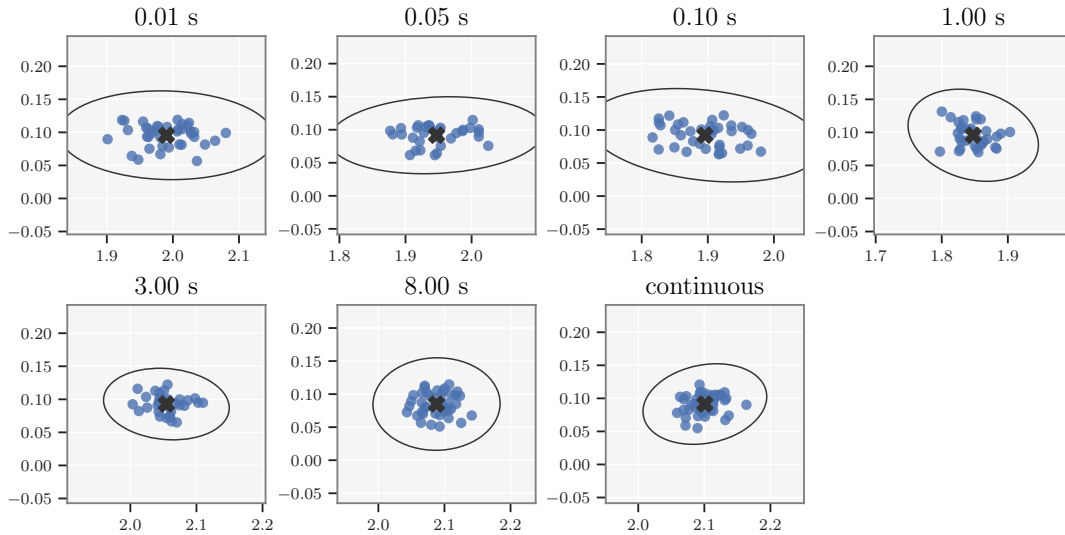 0.01 s 0.05 s 0.10 s 1.00 s
0.20 0.20 0.20 0.20
0.15 0.15 0.15 0.15
0.10 0.10 0.10 0.10
0.05 0.05 0.05 0.05
0.00 0.00 0.00 0.00
−0.05 −0.05 −0.05 −0.05
1.9 2.0 2.1 1.8 1.9 2.0 1.8 1.9 2.0 1.7 1.8 1.9
3.00 s 8.00 s continuous
0.20 0.20 0.20
0.15 0.15 0.15
0.10 0.10 0.10
0.05 0.05 0.05
0.00 0.00 0.00
−0.05 −0.05 −0.05
2.0 2.1 2.2 2.0 2.1 2.2 2.0 2.1 2.2